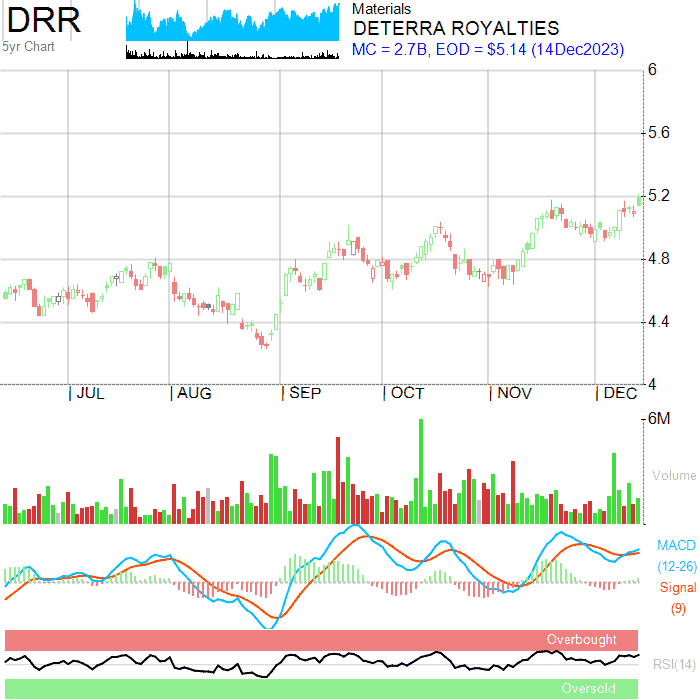 DRR
5yr Chart
Materials
DETERRA ROYALTIES
MC = 2.7B, EOD = $5.14 (14Dec2023)
6
5.6
5.2
4.8
4.4
4
JUL AUG SEP OCT NOV DEC
6M
Volume
MACD
(12-26)
Signal
(9)
Overbought
RSI(14)
Oversold